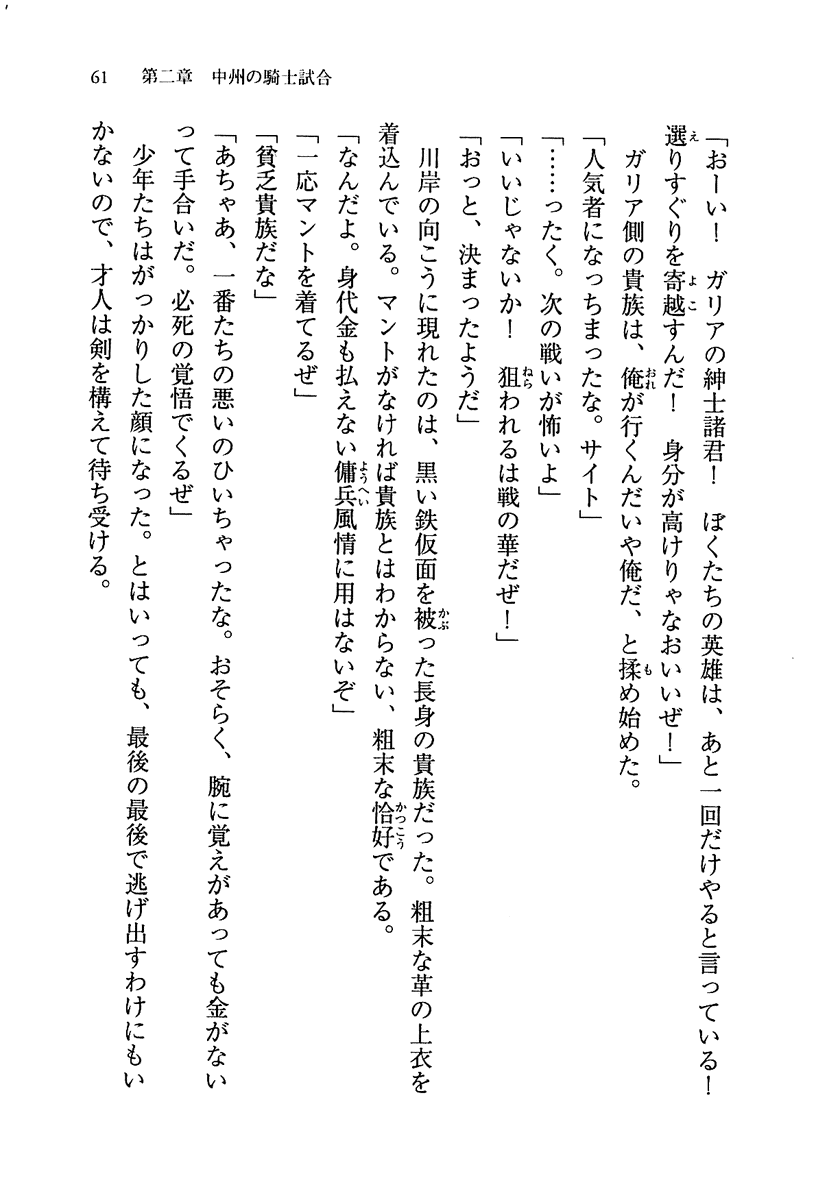 61　第二章　中州の騎士試合
「おーい！　ガリアの紳士諸君！　ぼくたちの英雄は、あと一回だけやると言っている！
選りすぐりを寄越すんだ！　身分が高けりゃなおいいぜ！」
　ガリア側の貴族は、俺が行くんだいや俺だ、と揉め始めた。
「人気者になっちまったな。サイト」
「……ったく。次の戦いが怖いよ」
「いいじゃないか！　狙われるは戦の華だぜ！」
「おっと、決まったようだ」
　川岸の向こうに現れたのは、黒い鉄仮面を被った長身の貴族だった。粗末な革の上衣を
着込んでいる。マントがなければ貴族とはわからない、粗末な恰好である。
「なんだよ。身代金も払えない傭兵風情に用はないぞ」
「一応マントを着てるぜ」
「貧乏貴族だな」
「あちゃあ、一番たちの悪いのひいちゃったな。おそらく、腕に覚えがあっても金がない
って手合いだ。必死の覚悟でくるぜ」
　少年たちはがっかりした顔になった。とはいっても、最後の最後で逃げ出すわけにもい
かないので、才人は剣を構えて待ち受ける。